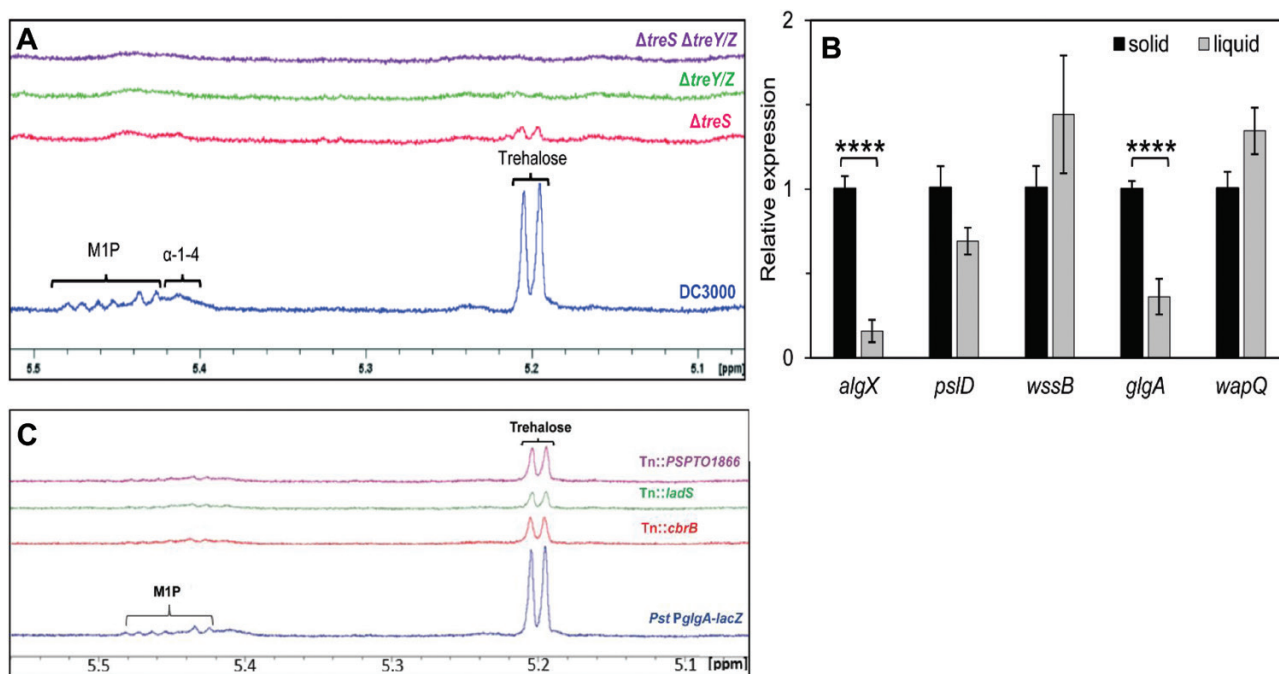 A
ΔtreS ΔtreY/Z
ΔtreY/Z
ΔtreS
Trehalose
M1P
α-1-4
DC3000
5.5 5.4 5.3 5.2 5.1 [ppm]
B
solid liquid
Relative expression
2
1
0
**** ****
algX pslD wssB glgA wapQ
C
Trehalose
Tn::PSPTO1866
Tn::ladS
Tn::cbrB
M1P
Pst PglgA-lacZ
5.5 5.4 5.3 5.2 5.1 [ppm]